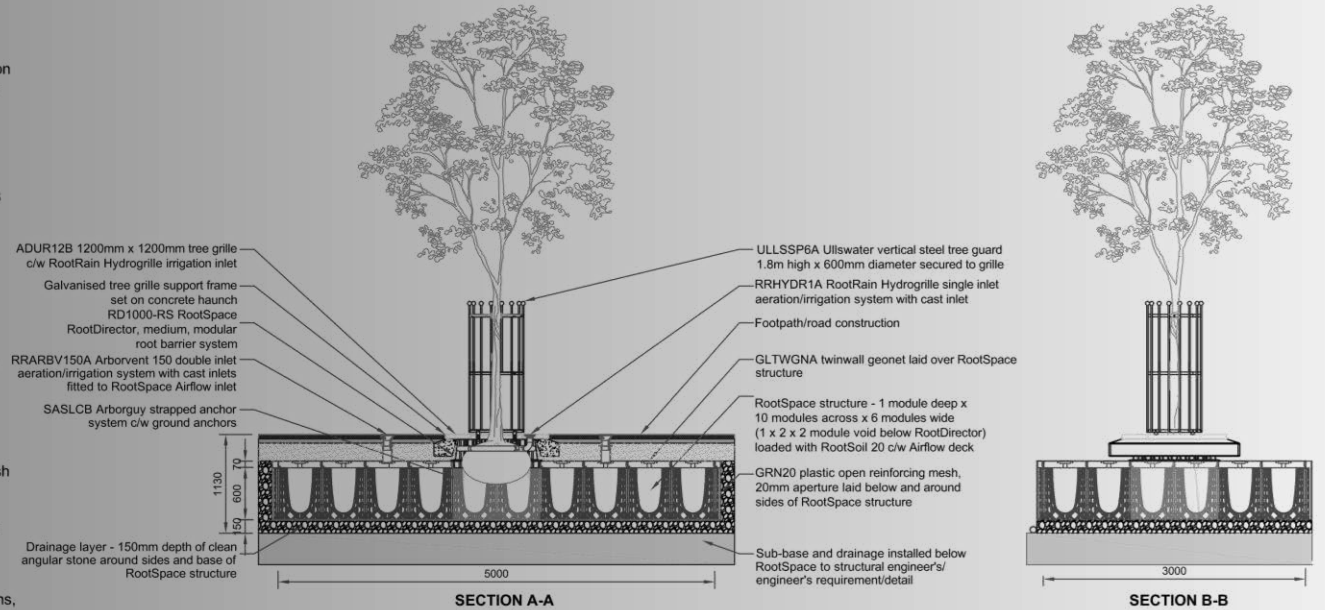 on
s
sh
ns,
ADUR12B 1200mm x 1200mm tree grille
c/w RootRain Hydrogrille irrigation inlet
Galvanised tree grille support frame
set on concrete haunch
RD1000-RS RootSpace
RootDirector, medium, modular
root barrier system
RRARBV150A Arborvent 150 double inlet
aeration/irrigation system with cast inlets
fitted to RootSpace Airflow inlet
SASLCB Arborguy strapped anchor
system c/w ground anchors
Drainage layer - 150mm depth of clean
angular stone around sides and base of
RootSpace structure
1130
70
600
150
5000
SECTION A-A
ULLSSP6A Ullswater vertical steel tree guard
1.8m high x 600mm diameter secured to grille
RRHYDR1A RootRain Hydrogrille single inlet
aeration/irrigation system with cast inlet
Footpath/road construction
GLTWGNA twinwall geonet laid over RootSpace
structure
RootSpace structure - 1 module deep x
10 modules across x 6 modules wide
(1 x 2 x 2 module void below RootDirector)
loaded with RootSoil 20 c/w Airflow deck
GRN20 plastic open reinforcing mesh,
20mm aperture laid below and around
sides of RootSpace structure
Sub-base and drainage installed below
RootSpace to structural engineer's/
engineer's requirement/detail
3000
SECTION B-B